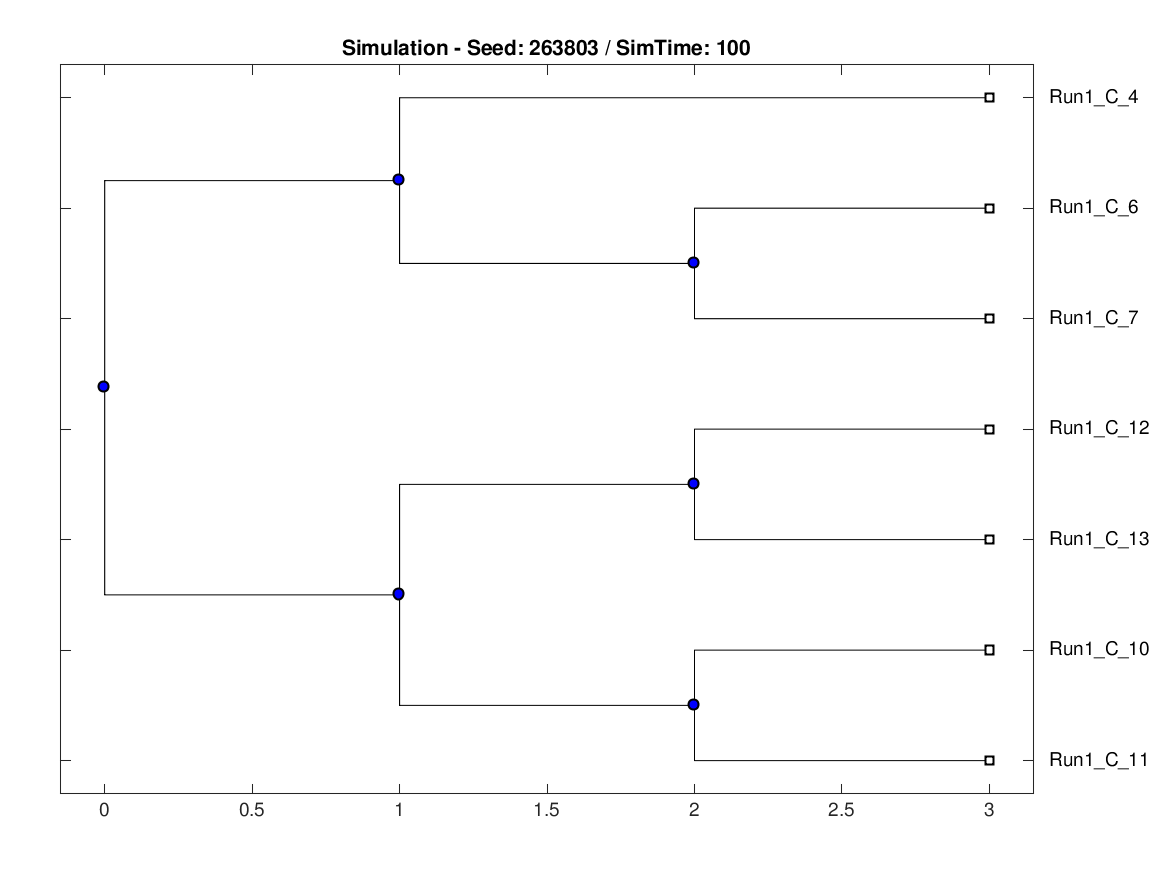 Simulation - Seed: 263803 / SimTime: 100
Run1_C_4
Run1_C_6
Run1_C_7
Run1_C_12
Run1_C_13
Run1_C_10
Run1_C_11
0 0.5 1 1.5 2 2.5 3